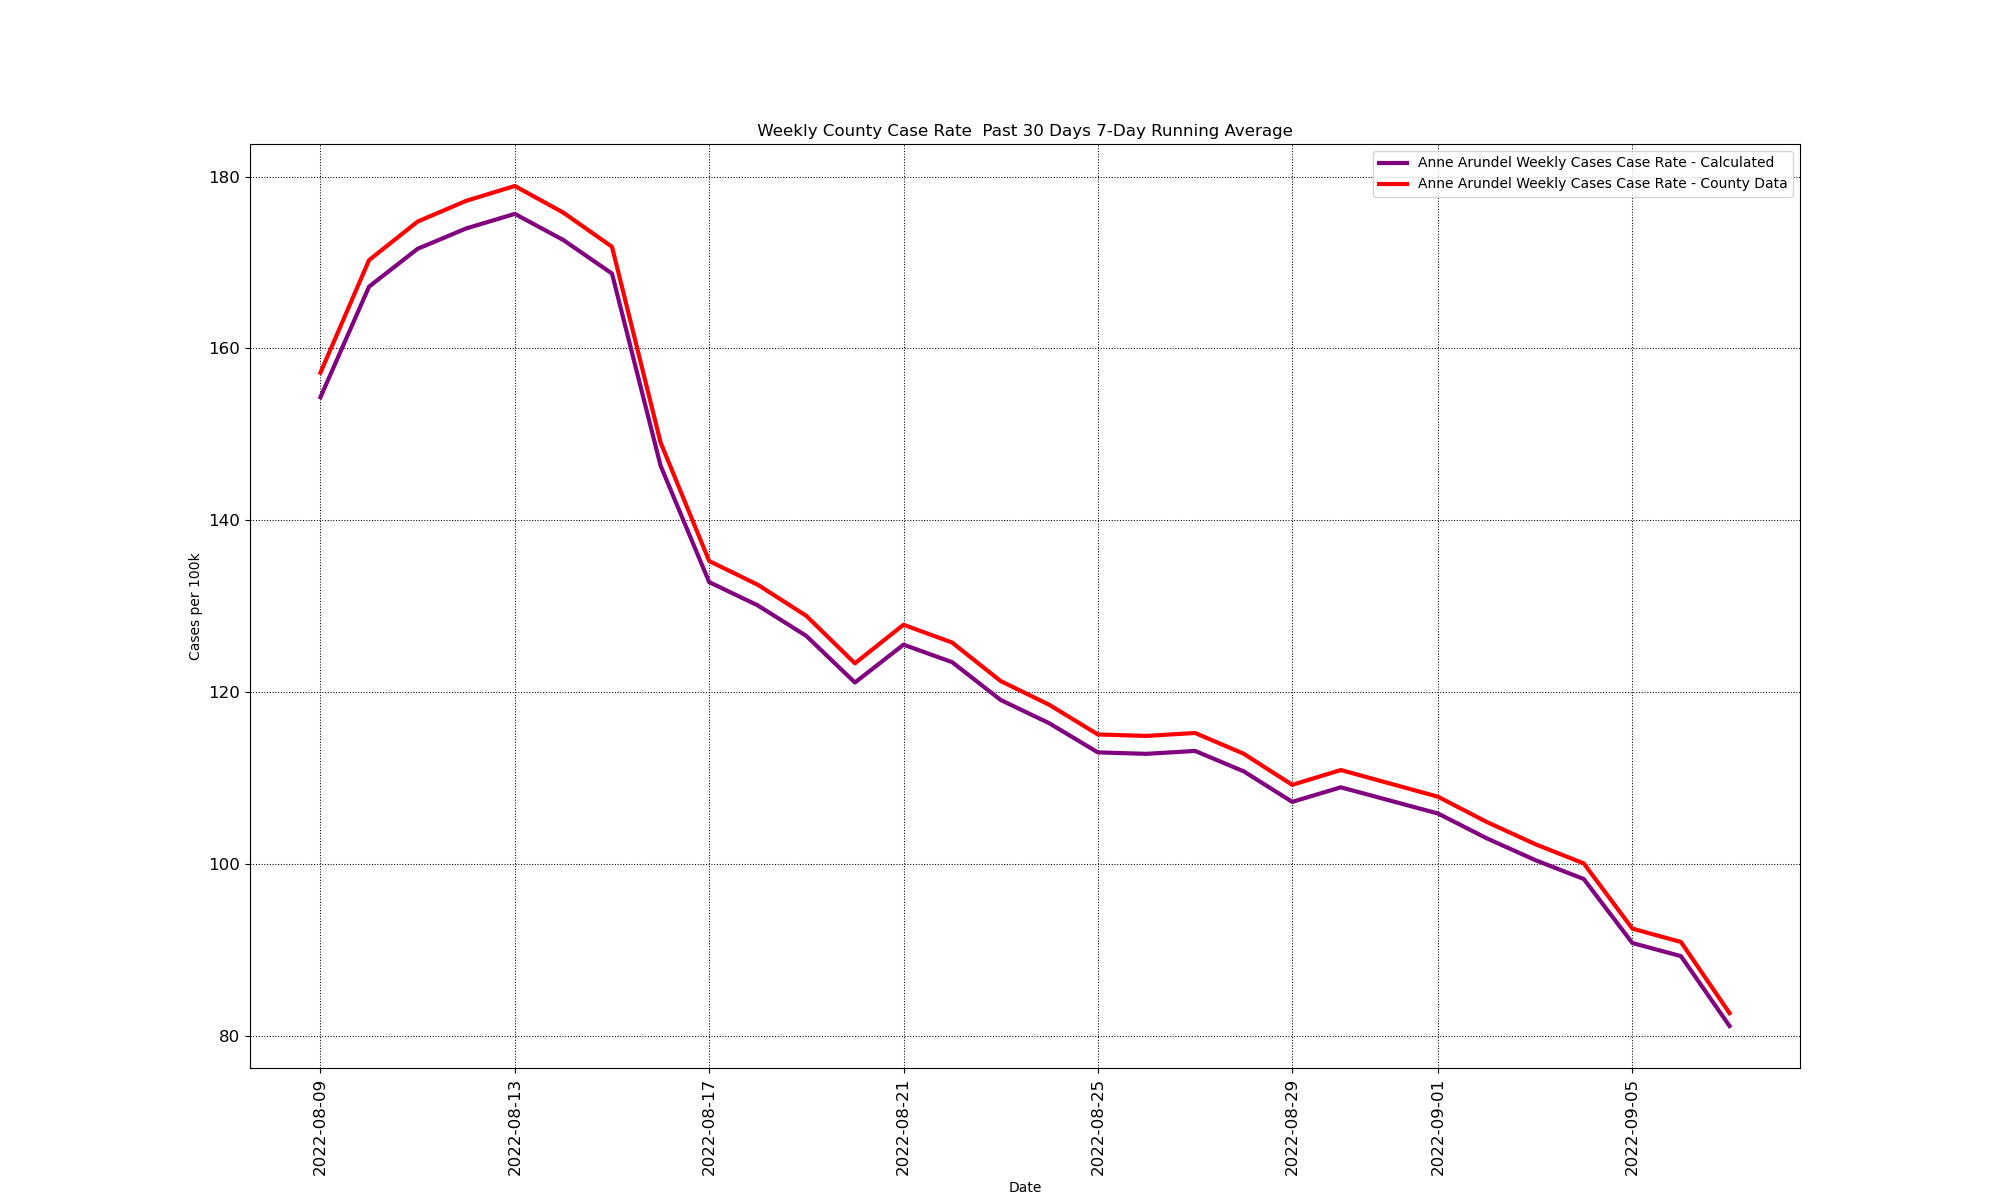 Weekly County Case Rate  Past 30 Days 7-Day Running Average
Anne Arundel Weekly Cases Case Rate - Calculated
Anne Arundel Weekly Cases Case Rate - County Data
180
160
140
120
100
80
Cases per 100k
2022-08-09
2022-08-13
2022-08-17
2022-08-21
2022-08-25
2022-08-29
2022-09-01
2022-09-05
Date